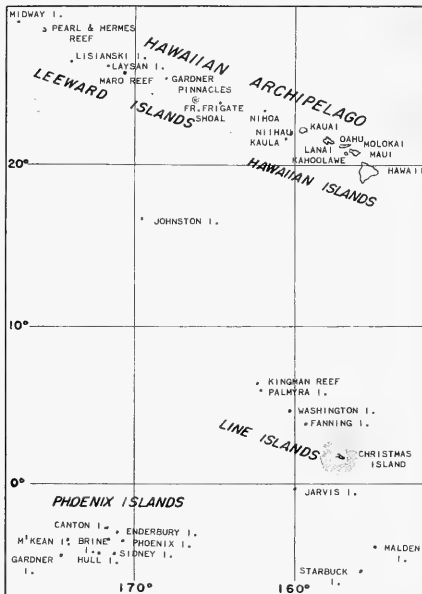 MIDWAY I.
PEARL & HERMES
REEF
LISIANSKI I.
LAYSAN I.
MARO REEF
GARDNER
PINNACLES
FR. FRIGATE
SHOAL
HAWAIIAN ARCHIPELAGO
LEEWARD ISLANDS
NIHOA
NIIHAU
KAULA
KAUAI
OAHU
MOLOKAI
LANAI
MAUI
KAHOOLAWE
HAWAII
HAWAIIAN ISLANDS
20°
JOHNSTON I.
10°
KINGMAN REEF
PALMYRA I.
WASHINGTON I.
FANNING I.
LINE ISLANDS
CHRISTMAS
ISLAND
0°
JARVIS I.
PHOENIX ISLANDS
CANTON I.
ENDERBURY I.
MᶜKEAN I.
BRINE
I.
PHOENIX I.
GARDNER
I.
HULL I.
SIDNEY I.
MALDEN
I.
STARBUCK
I.
170°
160°